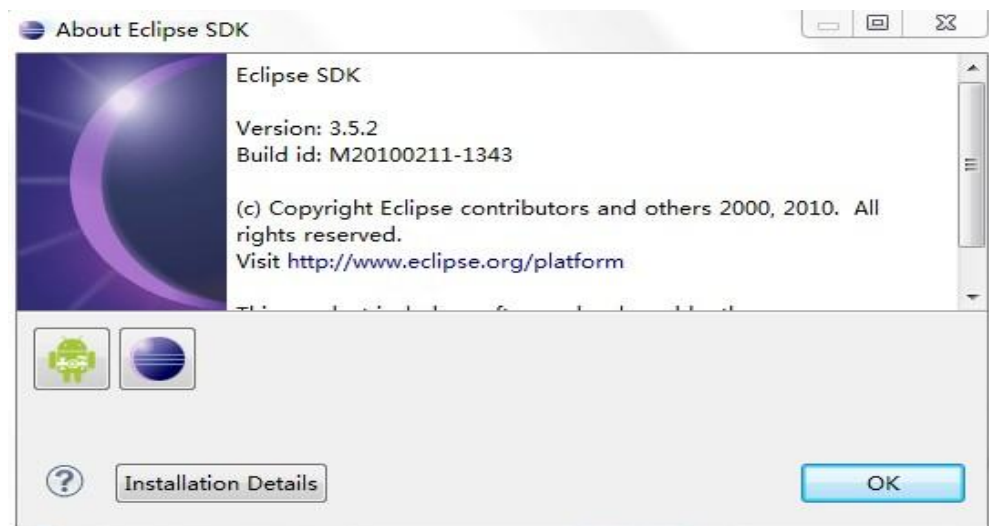 About Eclipse SDK
Eclipse SDK
Version: 3.5.2
Build id: M20100211-1343
(c) Copyright Eclipse contributors and others 2000, 2010. All
rights reserved.
Visit http://www.eclipse.org/platform
Installation Details
OK